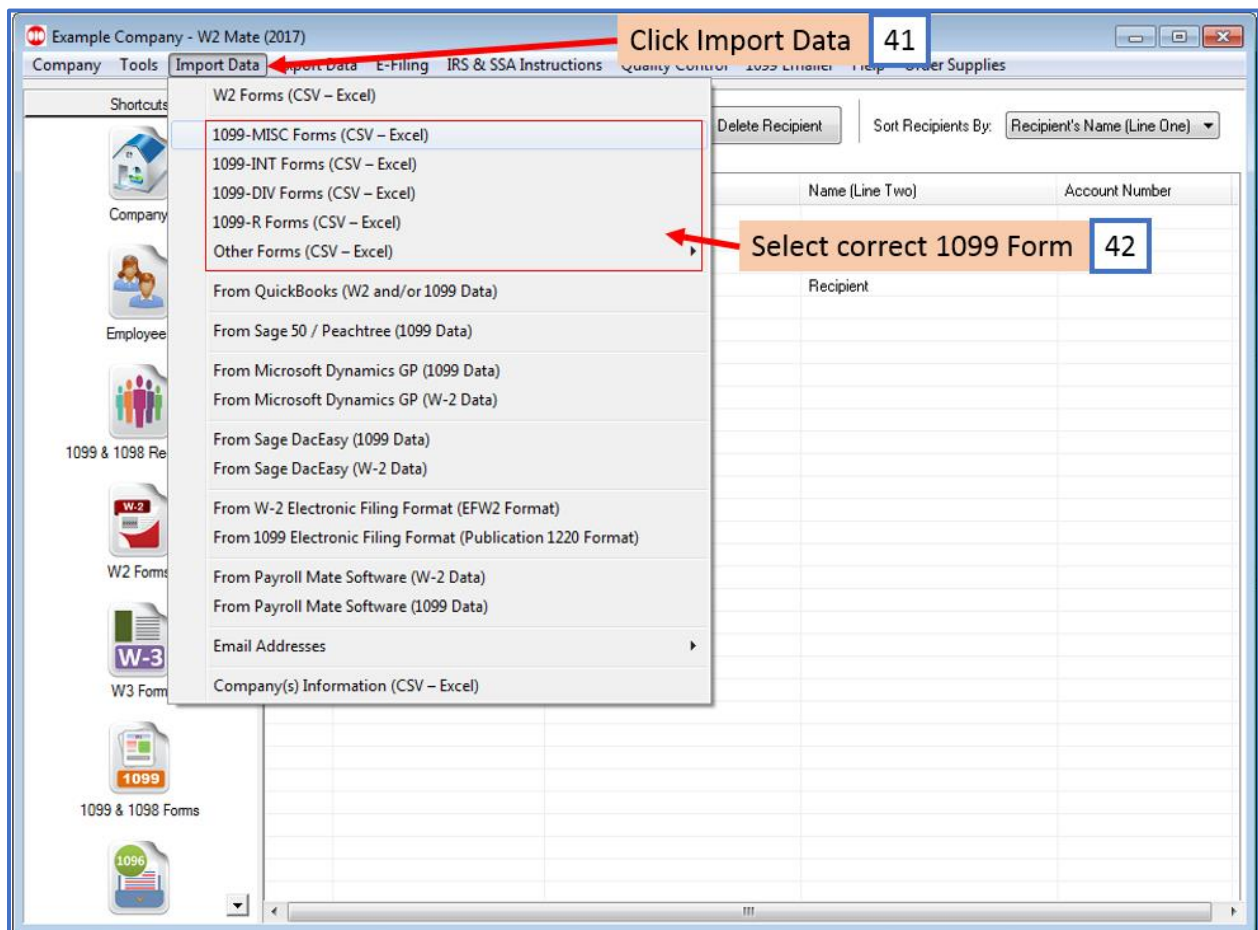 Example Company - W2 Mate (2017)
Click Import Data 41
Company Tools Import Data Export Data E-Filing IRS & SSA Instructions Quality Control 1099 Emailer Help Order Supplies
Shortcuts
W2 Forms (CSV – Excel)
1099-MISC Forms (CSV – Excel)
1099-INT Forms (CSV – Excel)
1099-DIV Forms (CSV – Excel)
1099-R Forms (CSV – Excel)
Other Forms (CSV – Excel)
From QuickBooks (W2 and/or 1099 Data)
From Sage 50 / Peachtree (1099 Data)
From Microsoft Dynamics GP (1099 Data)
From Microsoft Dynamics GP (W-2 Data)
From Sage DacEasy (1099 Data)
From Sage DacEasy (W-2 Data)
From W-2 Electronic Filing Format (EFW2 Format)
From 1099 Electronic Filing Format (Publication 1220 Format)
From Payroll Mate Software (W-2 Data)
From Payroll Mate Software (1099 Data)
Email Addresses
Company(s) Information (CSV – Excel)
Delete Recipient Sort Recipients By: Recipient's Name (Line One)
Name (Line Two) Account Number
Select correct 1099 Form 42
Recipient
Company
Employee
1099 & 1098 Re
W-2
W2 Forms
W-3
W3 Form
1099
1099 & 1098 Forms
1096